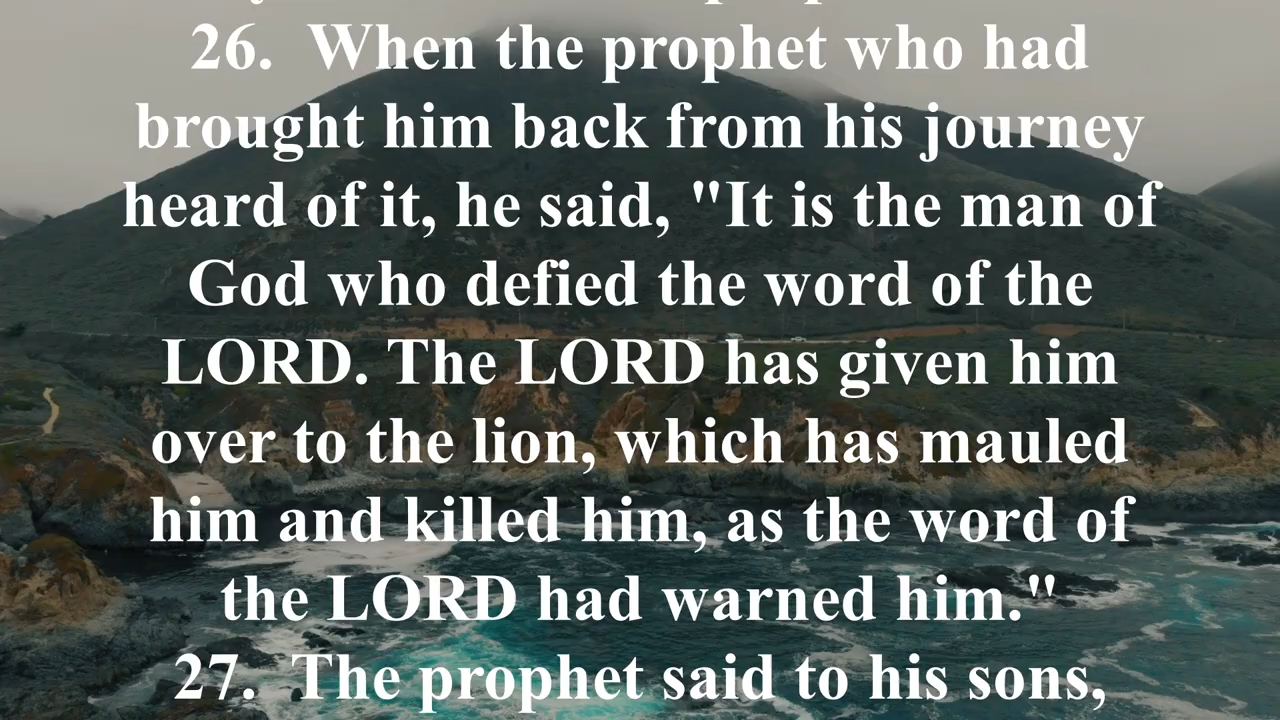 26.  When the prophet who had
brought him back from his journey
heard of it, he said, "It is the man of
God who defied the word of the
LORD. The LORD has given him
over to the lion, which has mauled
him and killed him, as the word of
the LORD had warned him."
27.  The prophet said to his sons,